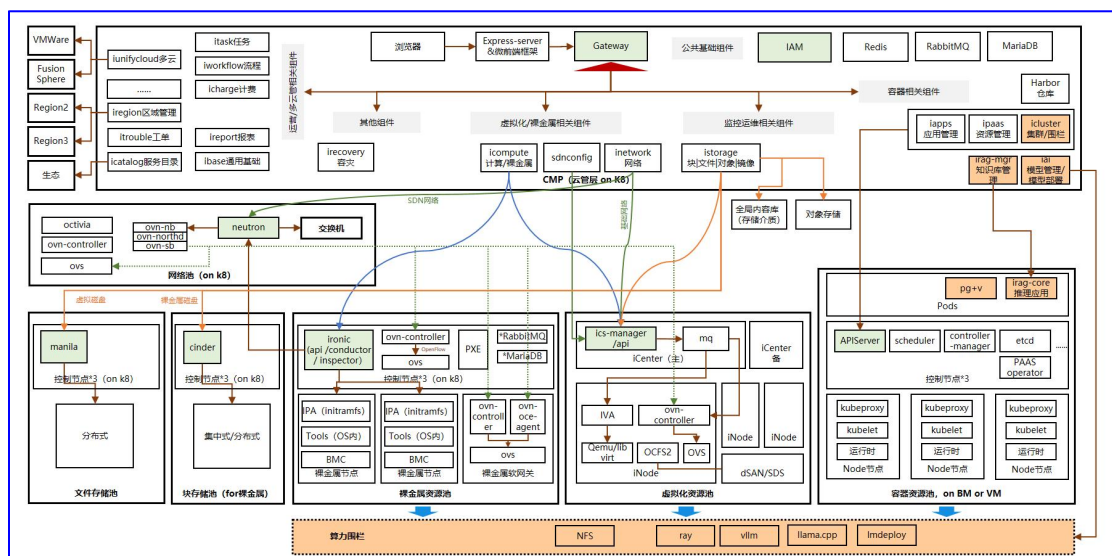 VMWare
Fusion
Sphere
Region2
Region3
生态
iunifycloud多云
……
iregion区域管理
itrouble工单
icatalog服务目录
itask任务
iworkflow流程
icharge计费
ireport报表
ibase通用基础
运营/多云管相关组件
浏览器
Express-server
&微前端框架
Gateway
公共基础组件
IAM
Redis
RabbitMQ
MariaDB
Harbor
仓库
容器相关组件
其他组件
虚拟化/裸金属相关组件
监控运维相关组件
iapps
应用管理
ipaas
资源管理
icluster
集群/围栏
irecovery
容灾
icompute
计算/裸金属
sdnconfig
inetwork
网络
istorage
块|文件|对象|镜像
irag-mgr
知识库管
理
iai
模型管理/
模型部署
CMP（云管层 on K8）
SDN网络
全局内容库
（存储介质）
对象存储
octivia
ovn-controller
ovs
ovn-nb
ovn-northd
ovn-sb
neutron
交换机
网络池（on k8）
虚拟磁盘
裸金属磁盘
manila
控制节点*3（on k8）
分布式
文件存储池
cinder
控制节点*3（on k8）
集中式/分布式
块存储池（for裸金属）
ironic
(api /conductor
/ inspector)
ovn-controller
OpenFlow
ovs
PXE
*RabbitMQ
*MariaDB
控制节点*3（on k8）
IPA（initramfs）
Tools（OS内）
BMC
裸金属节点
IPA（initramfs）
Tools（OS内）
BMC
裸金属节点
ovn-
controll
er
ovn-
oce-
agent
ovs
裸金属软网关
裸金属资源池
ics-manager
/api
mq
iCenter（主）
iCenter
备
IVA
ovn-
controller
Qemu/lib
virt
OCFS2
OVS
iNode
iNode
iNode
dSAN/SDS
虚拟化资源池
pg+v
irag-core
推理应用
Pods
APIServer
scheduler
controller
-manager
etcd
……
PAAS
operator
控制节点*3
kubeproxy
kubelet
运行时
Node节点
kubeproxy
kubelet
运行时
Node节点
kubeproxy
kubelet
运行时
Node节点
容器资源池，on BM or VM
算力围栏
NFS
ray
vllm
llama.cpp
lmdeploy